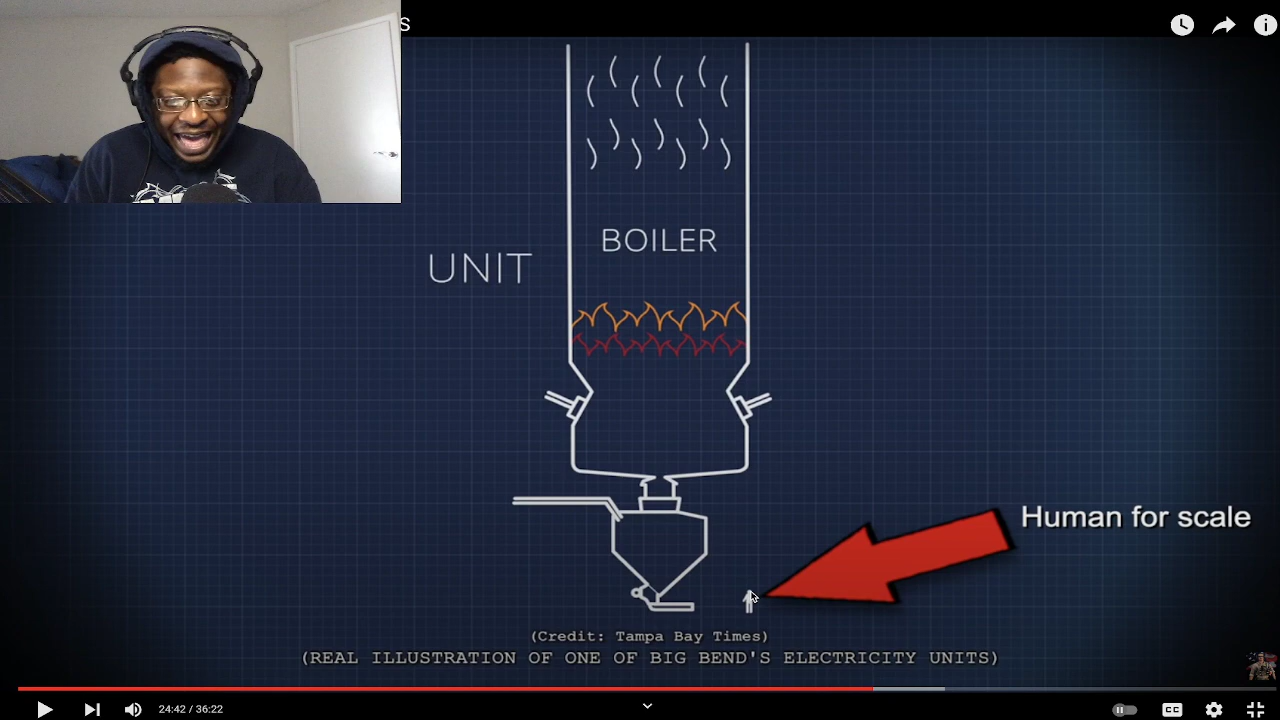 S
BOILER
UNIT
Human for scale
(Credit: Tampa Bay Times)
(REAL ILLUSTRATION OF ONE OF BIG BEND'S ELECTRICITY UNITS)
24:42 / 36:22
CC